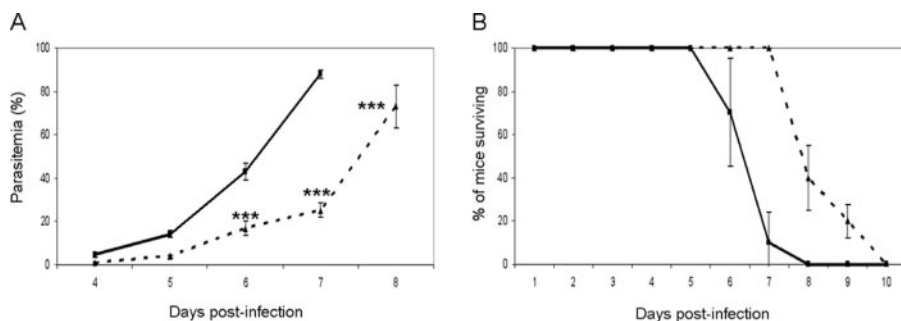 A
B
Parasitemia (%)
100
80
60
40
20
0
***
***
***
4 5 6 7 8
Days post-infection
% of mice surviving
100
80
60
40
20
0
1 2 3 4 5 6 7 8 9 10
Days post-infection